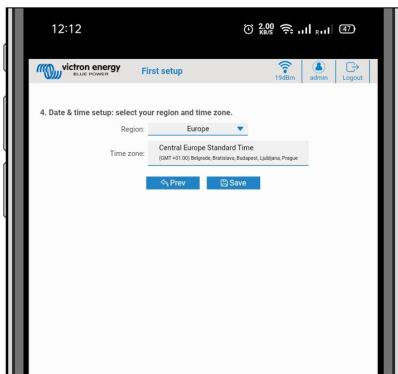 12:12
2.00 KB/S R 47
victron energy
BLUE POWER
First setup
19dBm admin Logout
4. Date & time setup: select your region and time zone.
Region: Europe
Time zone: Central Europe Standard Time
(GMT +01:00) Belgrade, Bratislava, Budapest, Ljubljana, Prague
Prev Save